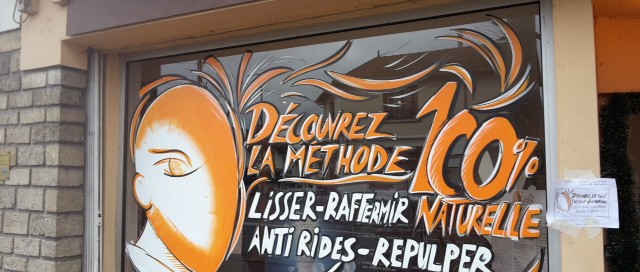 DÉCOUVREZ
LA METHODE 100%
NATURELLE
LISSER-RAFFERMIR
ANTI RIDES-REPULPER